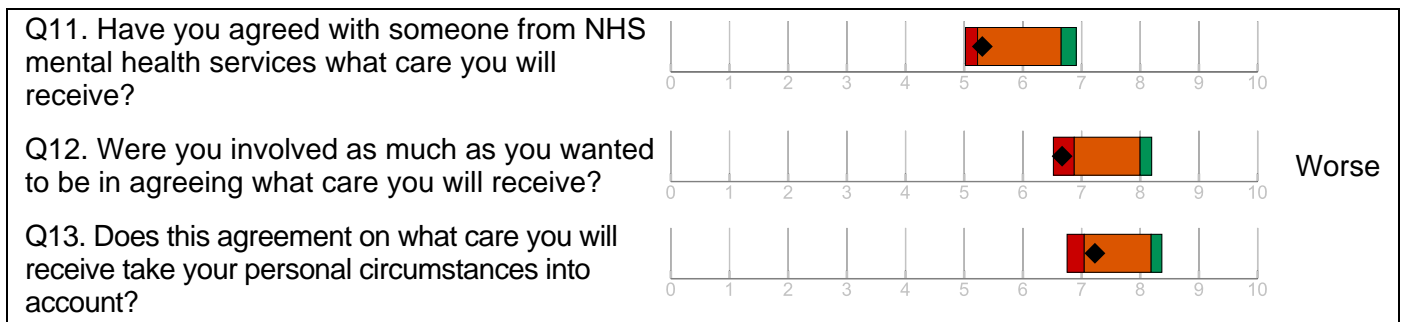 Q11. Have you agreed with someone from NHS
mental health services what care you will
receive?
0 1 2 3 4 5 6 7 8 9 10
Q12. Were you involved as much as you wanted
to be in agreeing what care you will receive?
0 1 2 3 4 5 6 7 8 9 10
Worse
Q13. Does this agreement on what care you will
receive take your personal circumstances into
account?
0 1 2 3 4 5 6 7 8 9 10